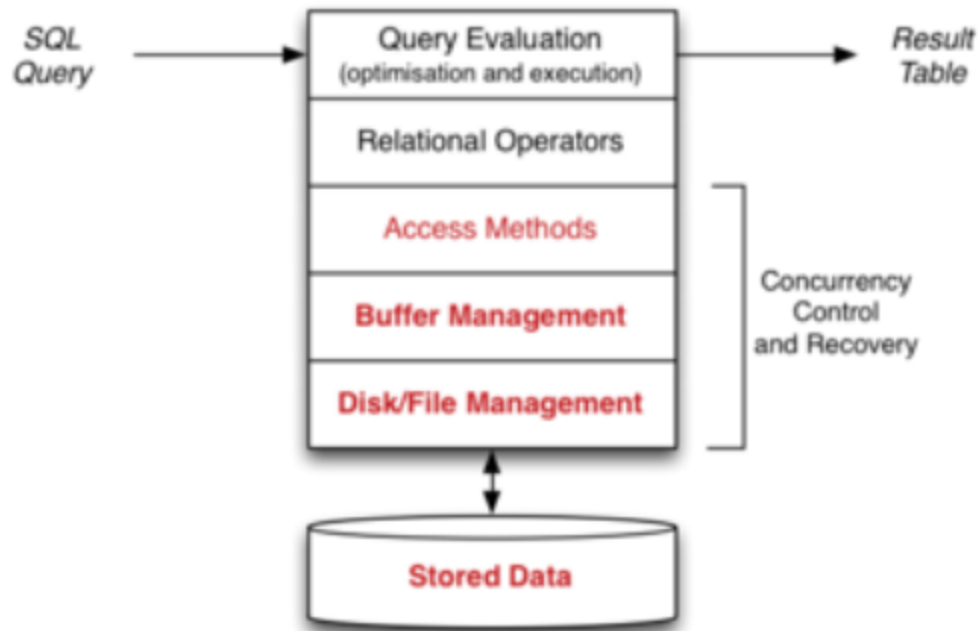 SQL
Query
Query Evaluation
(optimisation and execution)
Result
Table
Relational Operators
Access Methods
Buffer Management
Disk/File Management
Concurrency
Control
and Recovery
Stored Data